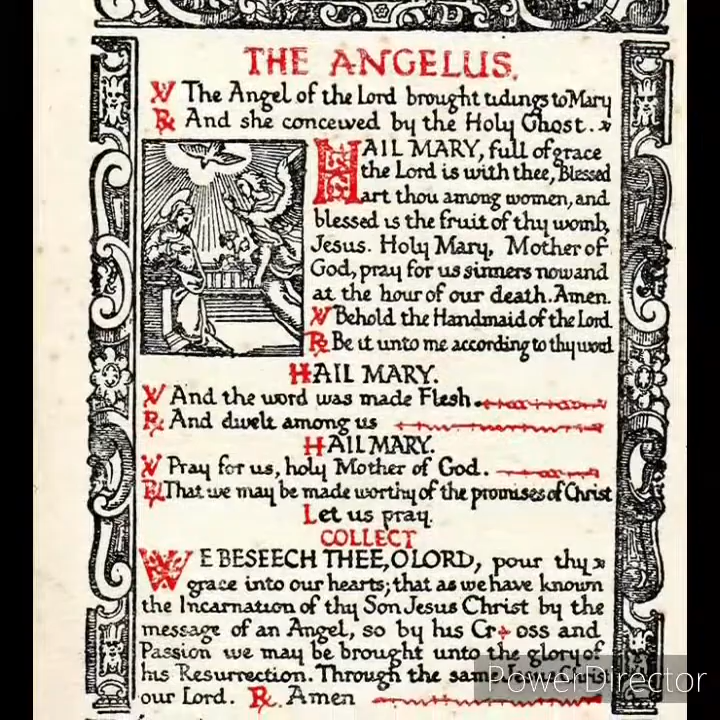 THE ANGELUS.
℣ The Angel of the Lord brought tidings to Mary
℟ And she conceived by the Holy Ghost.
HAIL MARY, full of grace
the Lord is with thee, Blessed
art thou among women, and
blessed is the fruit of thy womb,
Jesus. Holy Mary, Mother of
God, pray for us sinners now and
at the hour of our death. Amen.
℣ Behold the Handmaid of the Lord
℟ Be it unto me according to thy word
HAIL MARY.
℣ And the word was made Flesh.
℟ And dwelt among us
HAIL MARY.
℣ Pray for us, holy Mother of God.
℟ That we may be made worthy of the promises of Christ
Let us pray.
COLLECT
WE BESEECH THEE, O LORD, pour thy
grace into our hearts; that as we have known
the Incarnation of thy Son Jesus Christ by the
message of an Angel, so by his Cr+oss and
Passion we may be brought unto the glory of
his Resurrection. Through the same Jesus Christ
our Lord. ℟ Amen
PowerDirector